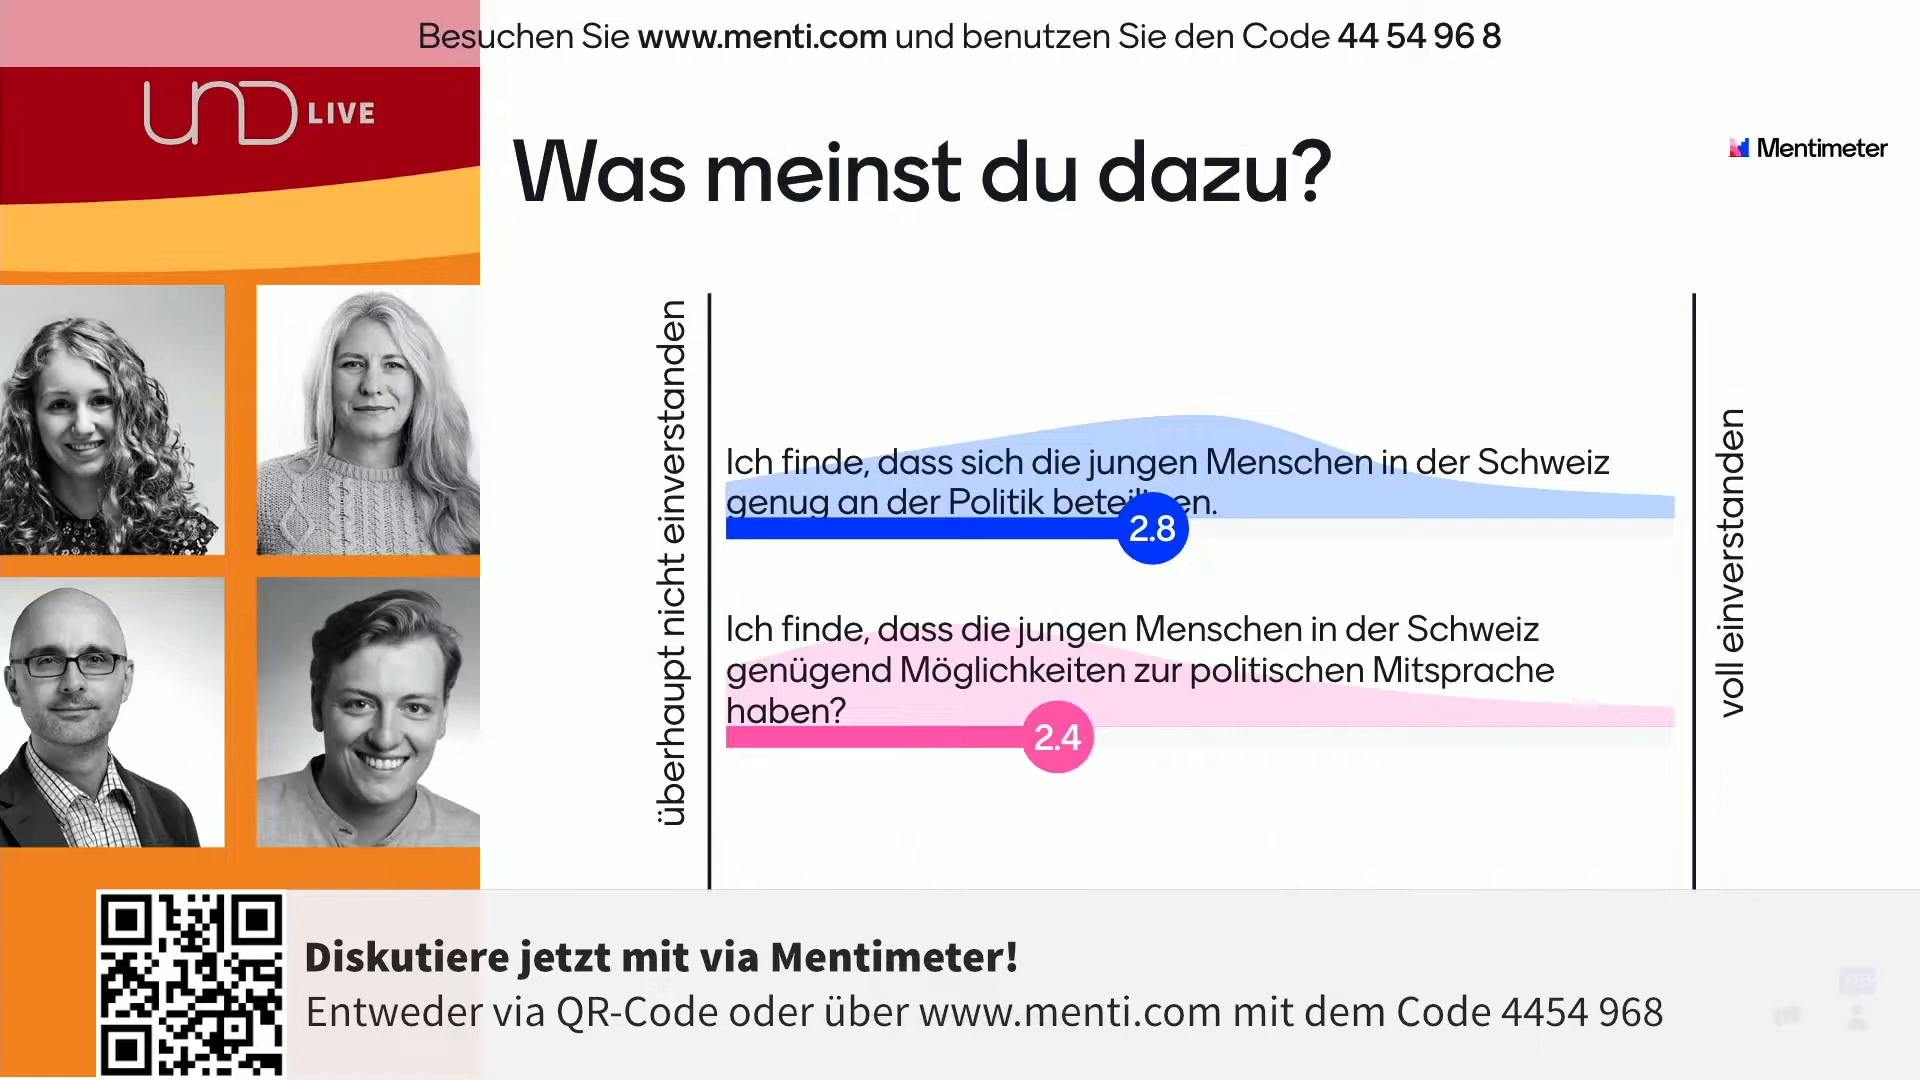 Besuchen Sie www.menti.com und benutzen Sie den Code 44 54 96 8
UND LIVE
Was meinst du dazu?
Mentimeter
überhaupt nicht einverstanden
Ich finde, dass sich die jungen Menschen in der Schweiz
genug an der Politik beteiligen.
2.8
Ich finde, dass die jungen Menschen in der Schweiz
genügend Möglichkeiten zur politischen Mitsprache
haben?
2.4
voll einverstanden
Diskutiere jetzt mit via Mentimeter!
Entweder via QR-Code oder über www.menti.com mit dem Code 4454 968